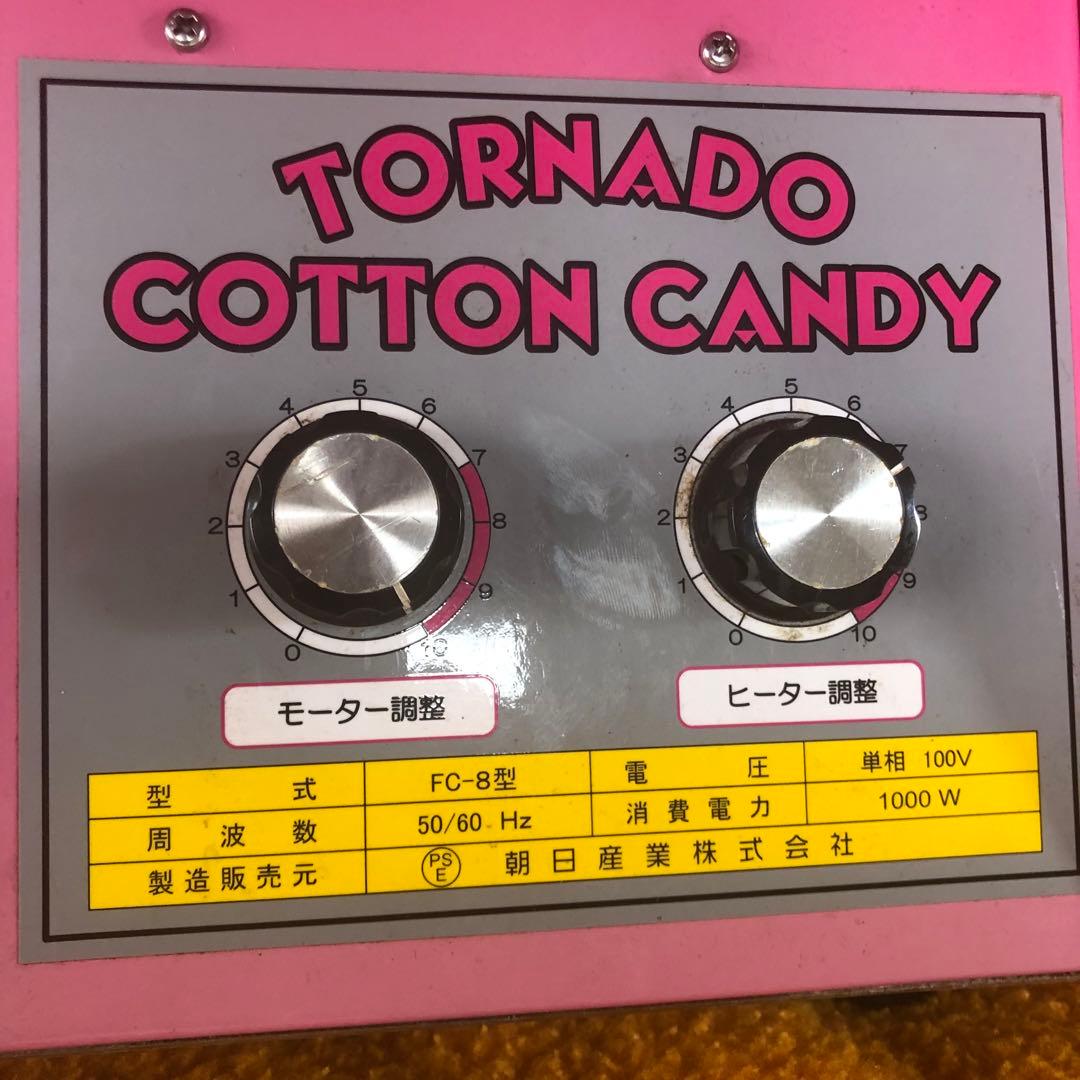 TORNADO
COTTON CANDY
0 1 2 3 4 5 6 7 8 9 10
0 1 2 3 4 5 6 7 8 9 10
モーター調整
ヒーター調整
型式 FC-8型 電圧 単相 100V
周波数 50/60 Hz 消費電力 1000 W
製造販売元 PSE 朝日産業株式会社